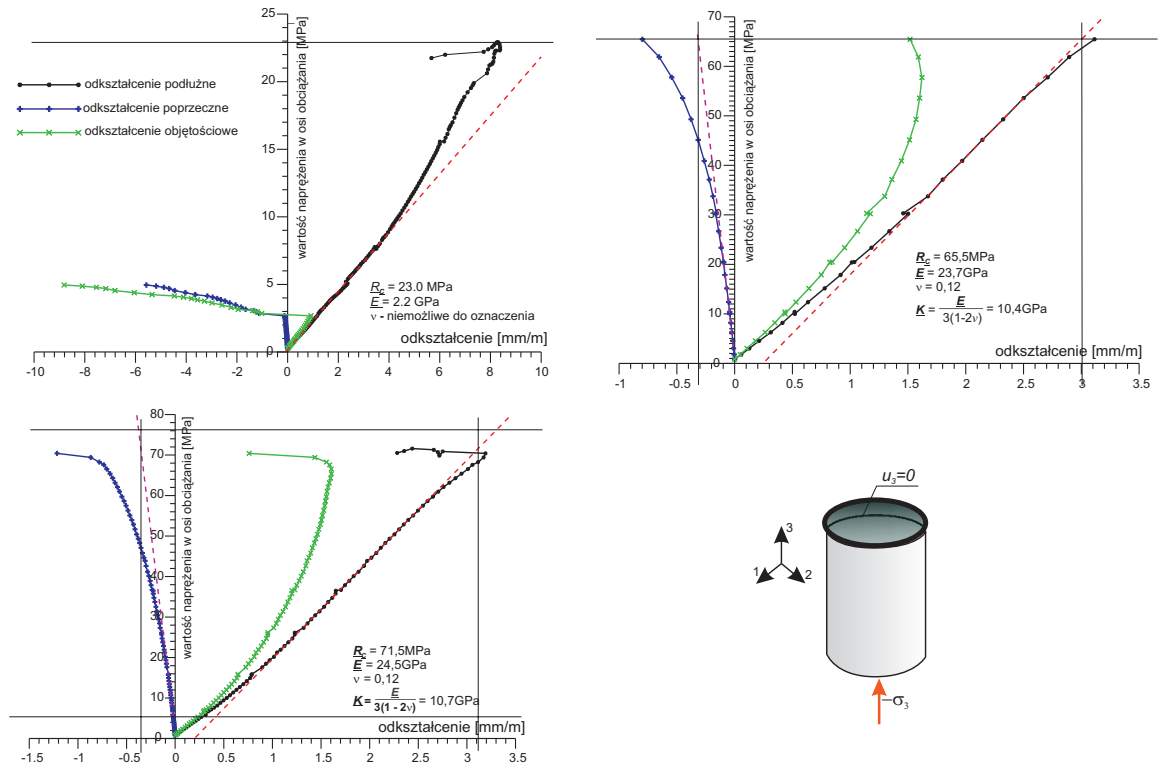 25
20
15
10
5
0
wartość naprężenia w osi obciążania [MPa]
odkształcenie podłużne
odkształcenie poprzeczne
odkształcenie objętościowe
R_c = 23.0 MPa
E = 2.2 GPa
ν - niemożliwe do oznaczenia
odkształcenie [mm/m]
-10 -8 -6 -4 -2 0 2 4 6 8 10
70
60
50
40
30
20
10
0
wartość naprężenia w osi obciążania [MPa]
R_c = 65,5MPa
E = 23,7GPa
ν = 0,12
K = E / 3(1-2ν) = 10,4GPa
odkształcenie [mm/m]
-1 -0.5 0 0.5 1 1.5 2 2.5 3 3.5
80
70
60
50
40
30
20
10
0
wartość naprężenia w osi obciążania [MPa]
R_c = 71,5MPa
E = 24,5GPa
ν = 0,12
K = E / 3(1 - 2ν) = 10,7GPa
odkształcenie [mm/m]
-1.5 -1 -0.5 0 0.5 1 1.5 2 2.5 3 3.5
u₃=0
3
1 2
-σ₃